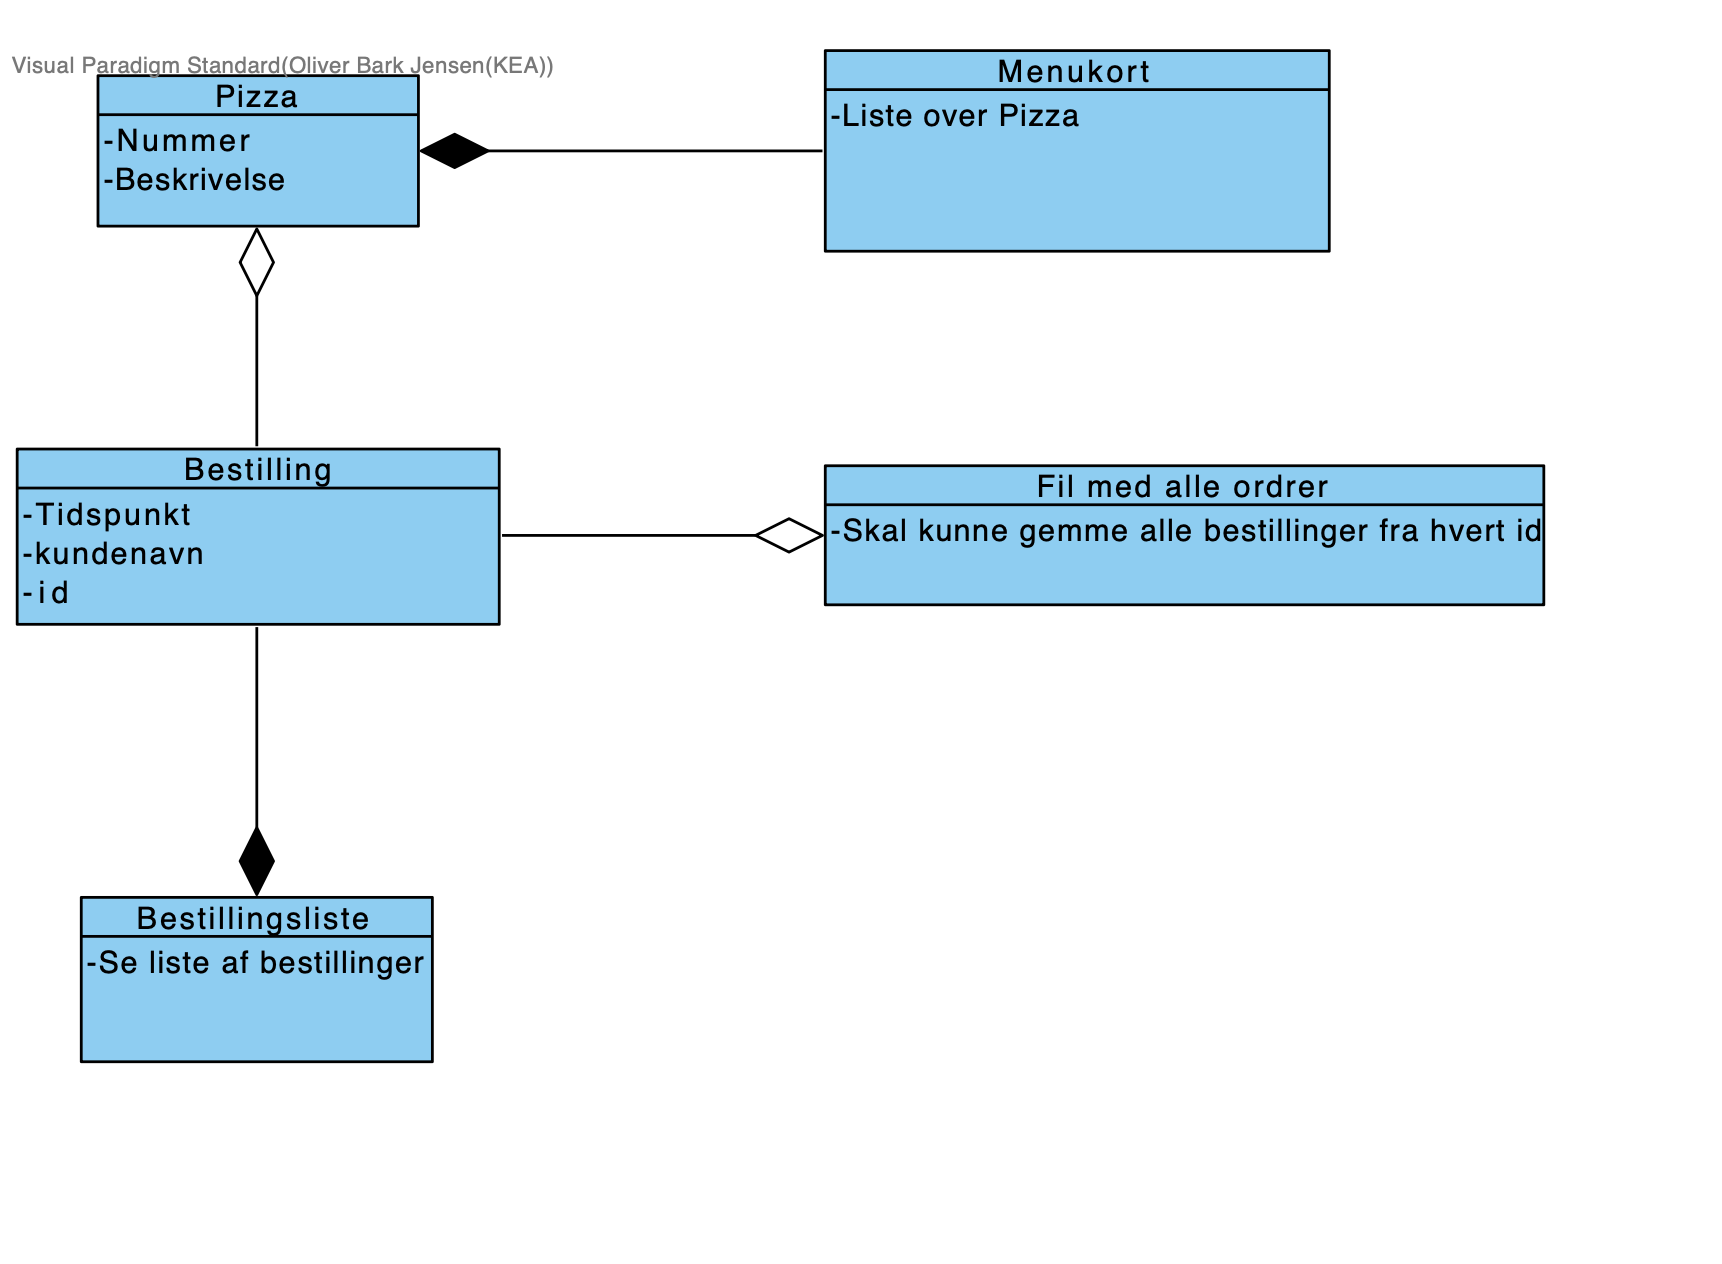 Visual Paradigm Standard(Oliver Bark Jensen(KEA))
Pizza
-Nummer
-Beskrivelse
Menukort
-Liste over Pizza
Bestilling
-Tidspunkt
-kundenavn
-id
Fil med alle ordrer
-Skal kunne gemme alle bestillinger fra hvert id
Bestillingsliste
-Se liste af bestillinger